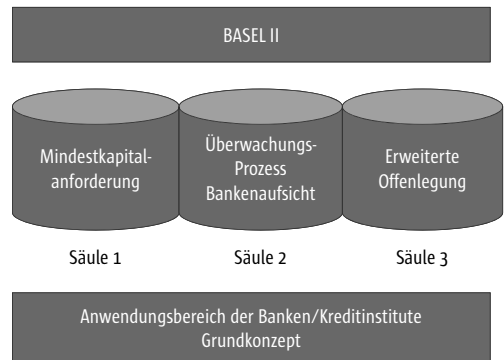 BASEL II
Mindestkapital-
anforderung
Überwachungs-
Prozess
Bankenaufsicht
Erweiterte
Offenlegung
Säule 1
Säule 2
Säule 3
Anwendungsbereich der Banken/Kreditinstitute
Grundkonzept